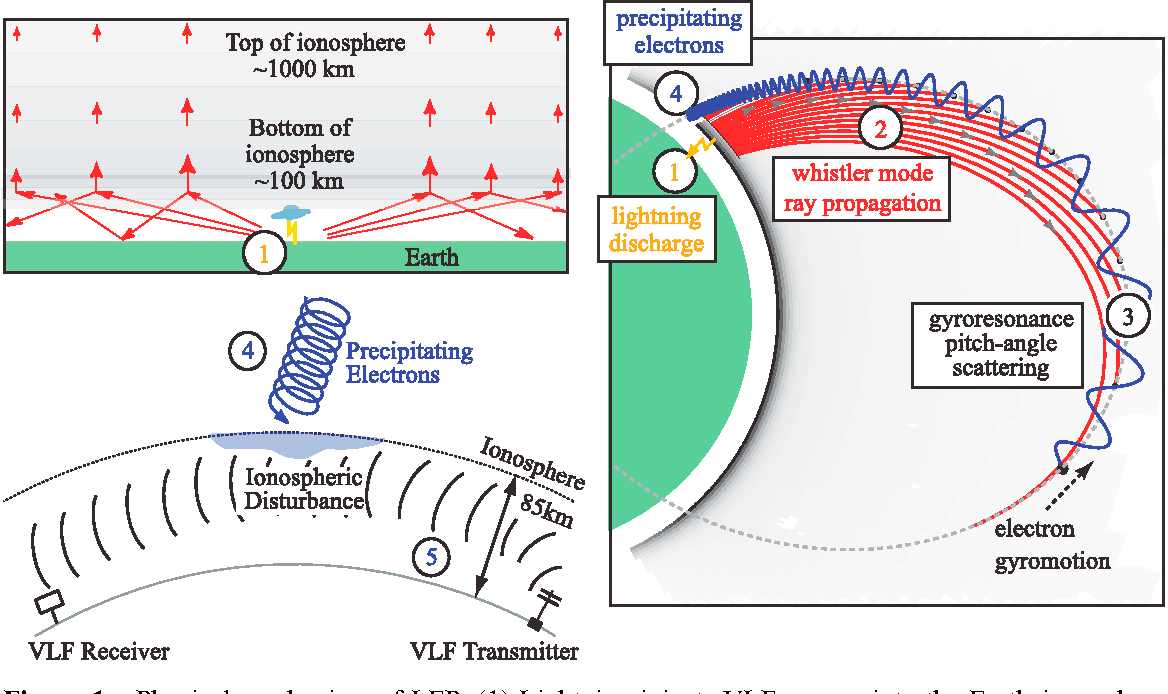 Top of ionosphere
~1000 km
Bottom of
ionosphere
~100 km
1
Earth
4
Precipitating
Electrons
Ionosphere
Ionospheric
Disturbance
85km
5
VLF Receiver
VLF Transmitter
precipitating
electrons
4
2
1
whistler mode
ray propagation
lightning
discharge
3
gyroresonance
pitch-angle
scattering
electron
gyromotion